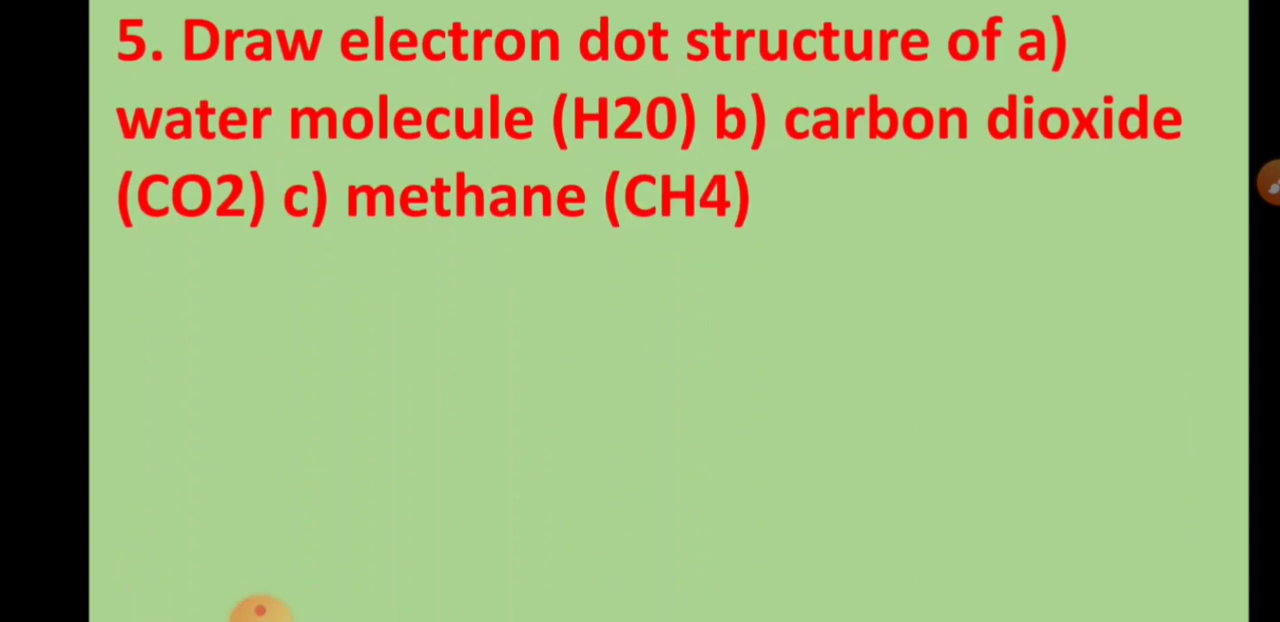 5. Draw electron dot structure of a)
water molecule (H20) b) carbon dioxide
(CO2) c) methane (CH4)